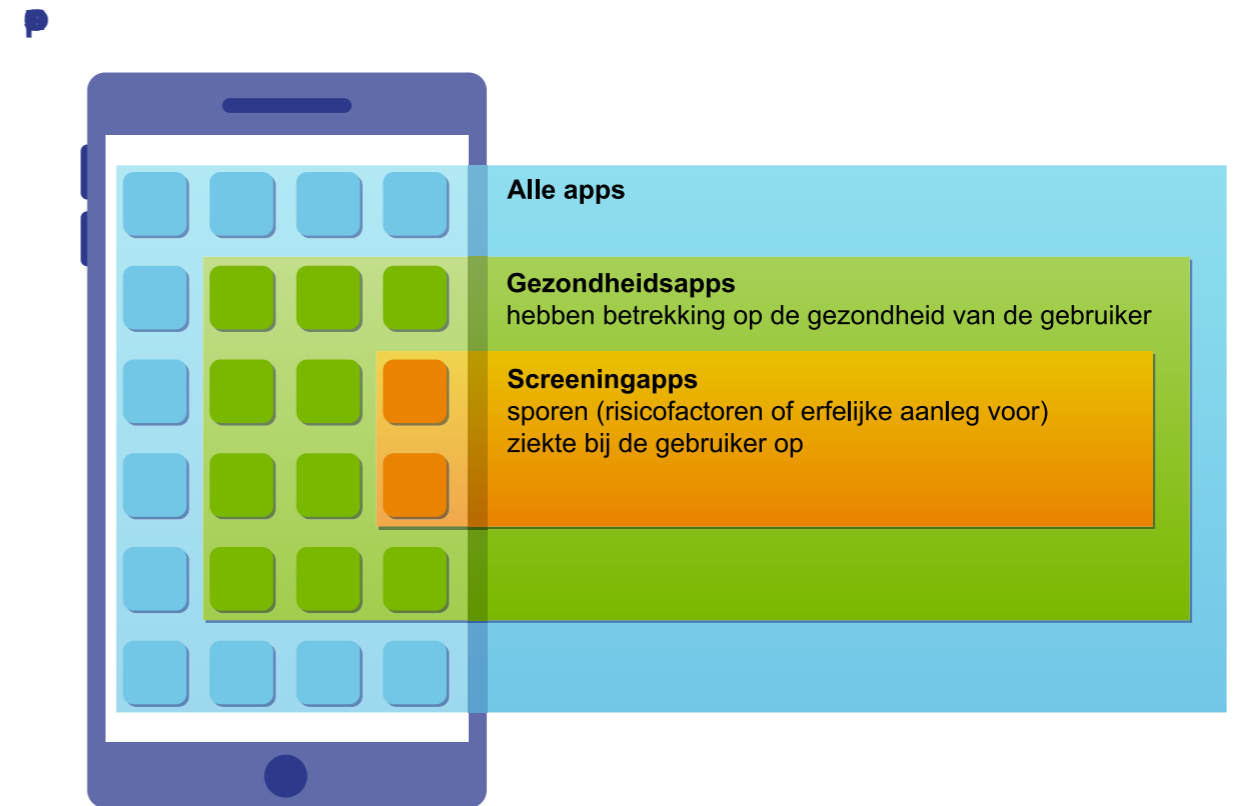 Alle apps
Gezondheidsapps
hebben betrekking op de gezondheid van de gebruiker
Screeningapps
sporen (risicofactoren of erfelijke aanleg voor)
ziekte bij de gebruiker op